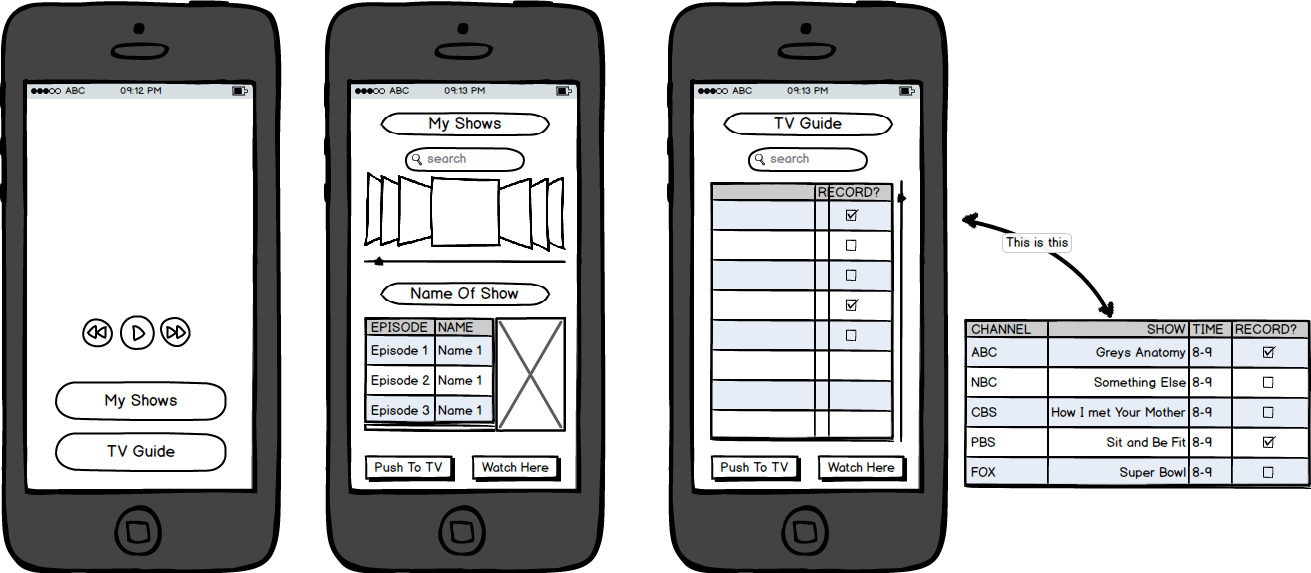 ABC 09:12 PM
My Shows
TV Guide
ABC 09:13 PM
My Shows
search
Name Of Show
EPISODE NAME
Episode 1 Name 1
Episode 2 Name 1
Episode 3 Name 1
Push To TV Watch Here
ABC 09:13 PM
TV Guide
search
RECORD?
Push To TV Watch Here
This is this
CHANNEL SHOW TIME RECORD?
ABC Greys Anatomy 8-9
NBC Something Else 8-9
CBS How I met Your Mother 8-9
PBS Sit and Be Fit 8-9
FOX Super Bowl 8-9